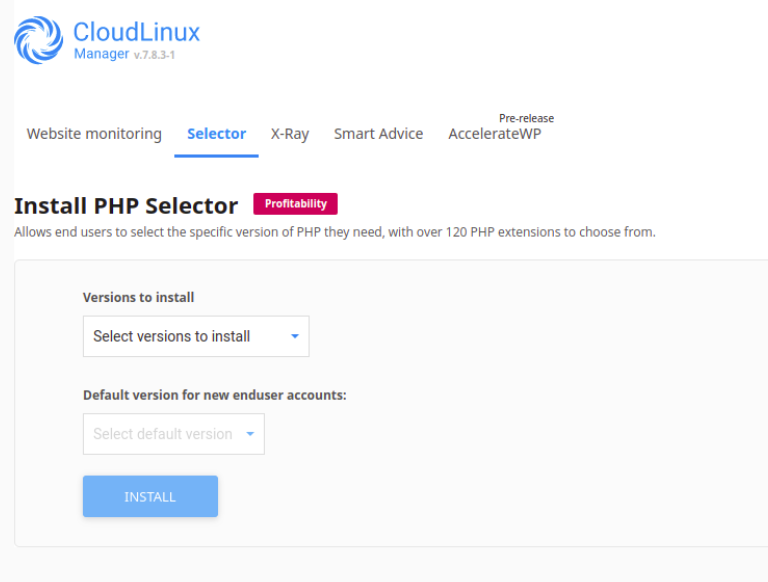 CloudLinux
Manager v.7.8.3-1
Pre-release
Website monitoring Selector X-Ray Smart Advice AccelerateWP
Install PHP Selector Profitability
Allows end users to select the specific version of PHP they need, with over 120 PHP extensions to choose from.
Versions to install
Select versions to install
Default version for new enduser accounts:
Select default version
INSTALL